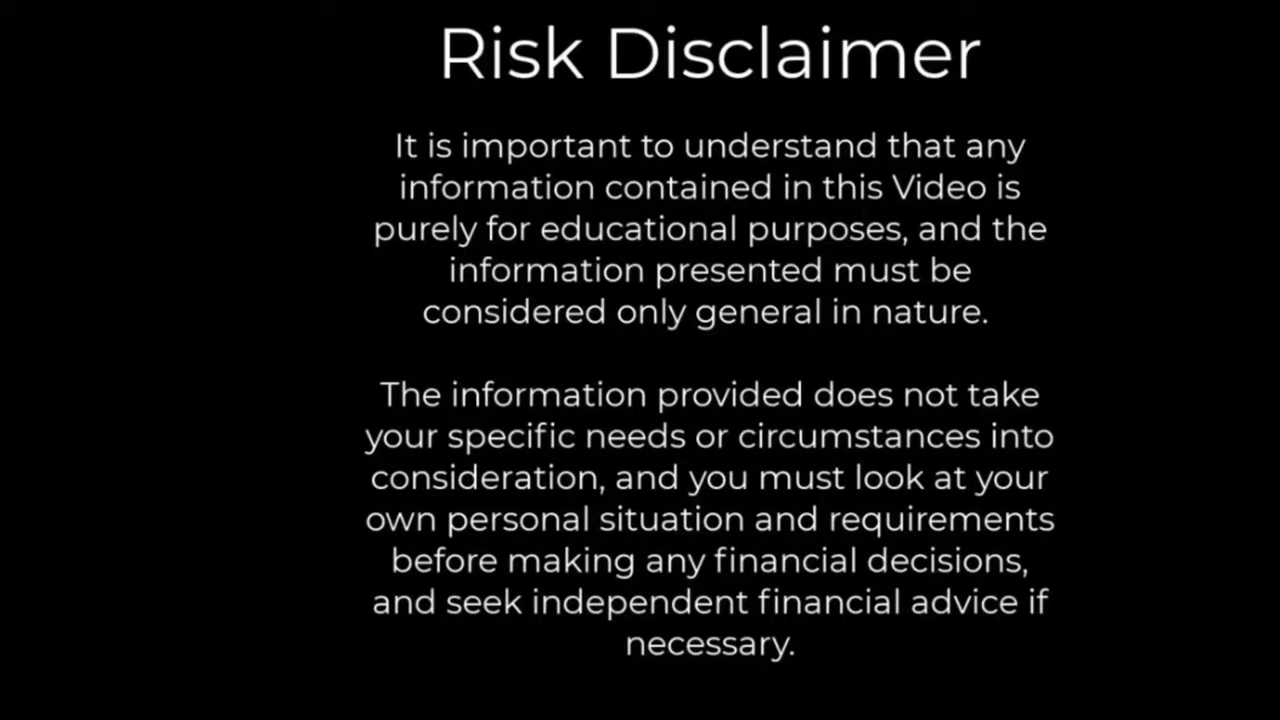 Risk Disclaimer
It is important to understand that any
information contained in this Video is
purely for educational purposes, and the
information presented must be
considered only general in nature.
The information provided does not take
your specific needs or circumstances into
consideration, and you must look at your
own personal situation and requirements
before making any financial decisions,
and seek independent financial advice if
necessary.